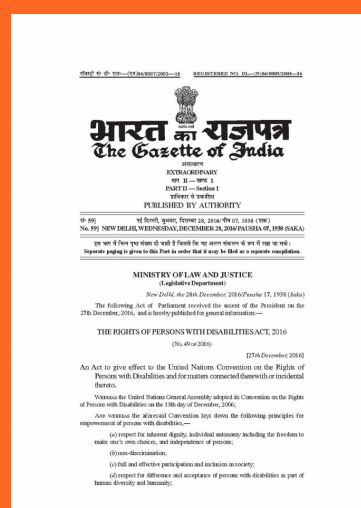 रजिस्ट्री सं० डी० एल०—(एन)04/0007/2003—16 REGISTERED NO. DL—(N)04/0007/2003—16
भारत का राजपत्र
The Gazette of India
असाधारण
EXTRAORDINARY
भाग II — खण्ड 1
PART II — Section 1
प्राधिकार से प्रकाशित
PUBLISHED BY AUTHORITY
सं० 59] नई दिल्ली, बुधवार, दिसम्बर 28, 2016/पौष 07, 1938 (शक)
No. 59] NEW DELHI, WEDNESDAY, DECEMBER 28, 2016/PAUSHA 07, 1938 (SAKA)
इस भाग में भिन्न पृष्ठ संख्या दी जाती है जिससे कि यह अलग संकलन के रूप में रखा जा सके।
Separate paging is given to this Part in order that it may be filed as a separate compilation.
MINISTRY OF LAW AND JUSTICE
(Legislative Department)
New Delhi, the 28th December, 2016/Pausha 17, 1938 (Saka)
The following Act of Parliament received the assent of the President on the
27th December, 2016, and is hereby published for general information:—
THE RIGHTS OF PERSONS WITH DISABILITIES ACT, 2016
(No. 49 OF 2016)
[27th December, 2016]
An Act to give effect to the United Nations Convention on the Rights of
Persons with Disabilities and for matters connected therewith or incidental
thereto.
WHEREAS the United Nations General Assembly adopted its Convention on the Rights
of Persons with Disabilities on the 13th day of December, 2006;
AND WHEREAS the aforesaid Convention lays down the following principles for
empowerment of persons with disabilities,—
(a) respect for inherent dignity, individual autonomy including the freedom to
make one's own choices, and independence of persons;
(b) non-discrimination;
(c) full and effective participation and inclusion in society;
(d) respect for difference and acceptance of persons with disabilities as part of
human diversity and humanity;